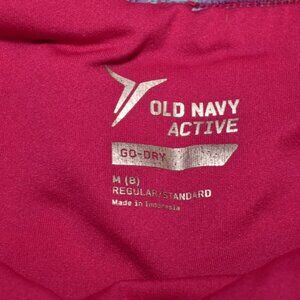 OLD NAVY
ACTIVE
GO-DRY
M (8)
REGULAR/STANDARD
Made in Indonesia